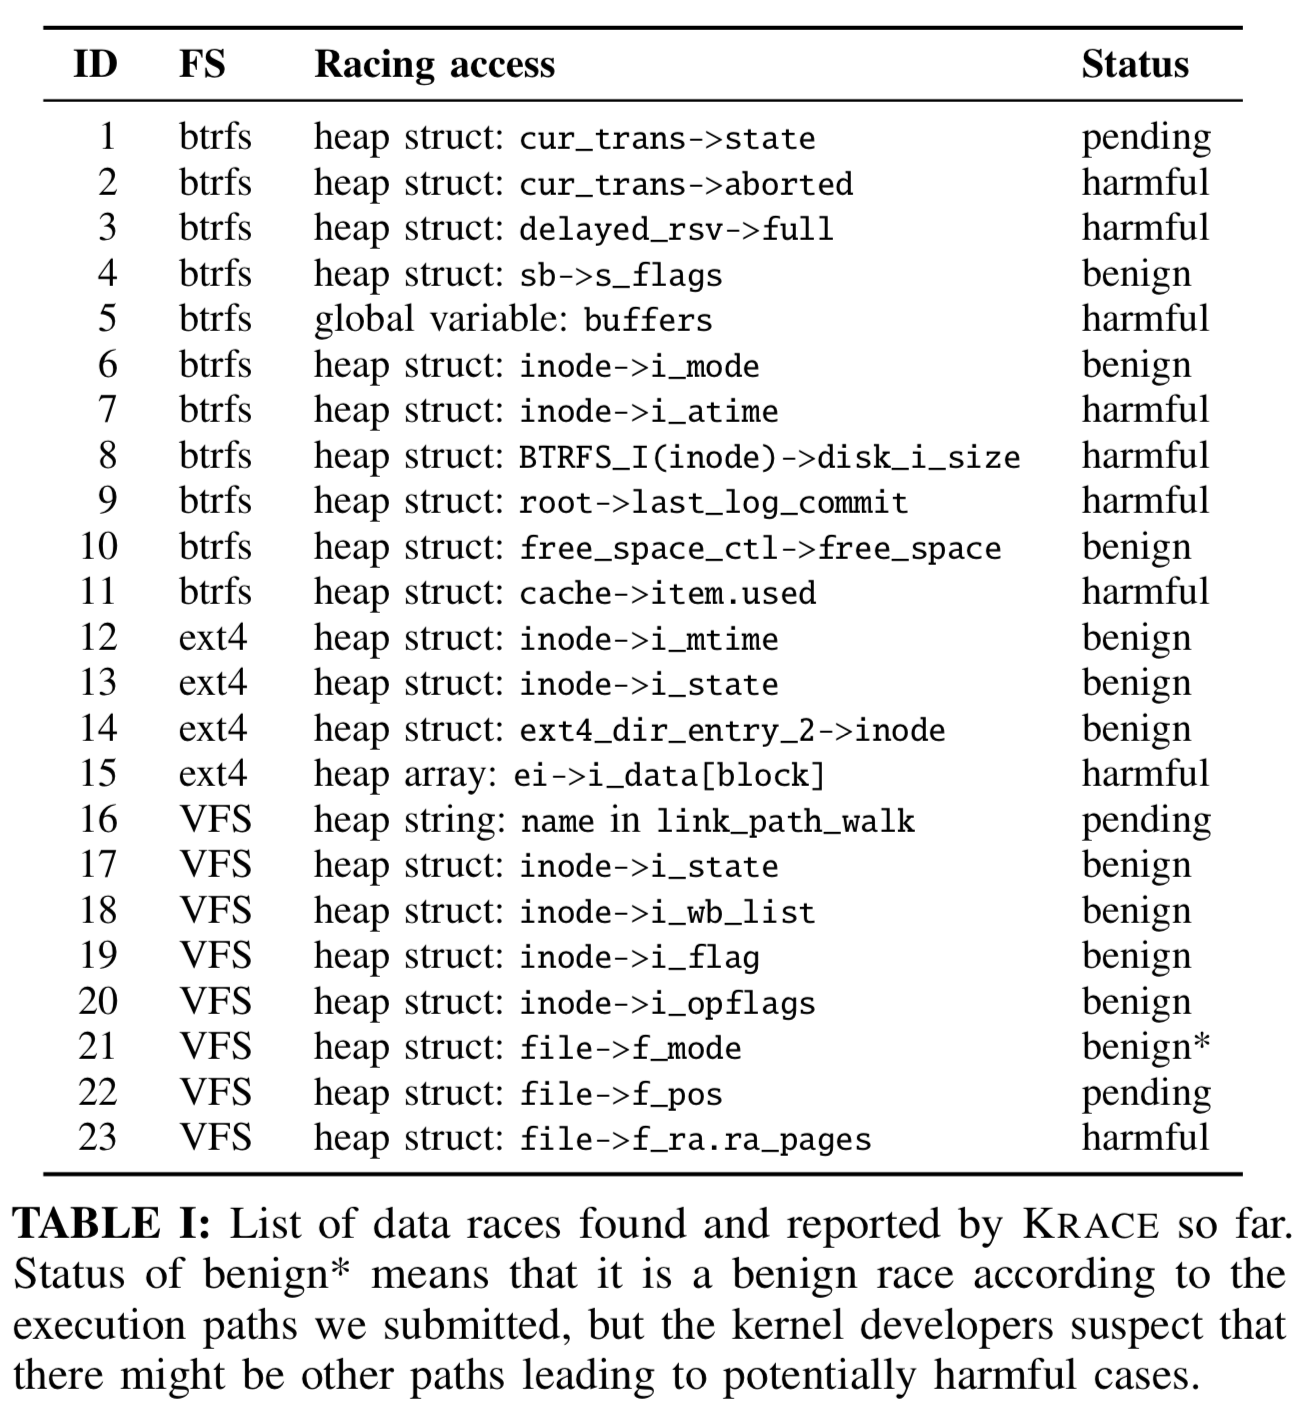 ID FS Racing access Status
1 btrfs heap struct: cur_trans->state pending
2 btrfs heap struct: cur_trans->aborted harmful
3 btrfs heap struct: delayed_rsv->full harmful
4 btrfs heap struct: sb->s_flags benign
5 btrfs global variable: buffers harmful
6 btrfs heap struct: inode->i_mode benign
7 btrfs heap struct: inode->i_atime harmful
8 btrfs heap struct: BTRFS_I(inode)->disk_i_size harmful
9 btrfs heap struct: root->last_log_commit harmful
10 btrfs heap struct: free_space_ctl->free_space benign
11 btrfs heap struct: cache->item.used harmful
12 ext4 heap struct: inode->i_mtime benign
13 ext4 heap struct: inode->i_state benign
14 ext4 heap struct: ext4_dir_entry_2->inode benign
15 ext4 heap array: ei->i_data[block] harmful
16 VFS heap string: name in link_path_walk pending
17 VFS heap struct: inode->i_state benign
18 VFS heap struct: inode->i_wb_list benign
19 VFS heap struct: inode->i_flag benign
20 VFS heap struct: inode->i_opflags benign
21 VFS heap struct: file->f_mode benign*
22 VFS heap struct: file->f_pos pending
23 VFS heap struct: file->f_ra.ra_pages harmful
TABLE I: List of data races found and reported by KRACE so far.
Status of benign* means that it is a benign race according to the
execution paths we submitted, but the kernel developers suspect that
there might be other paths leading to potentially harmful cases.